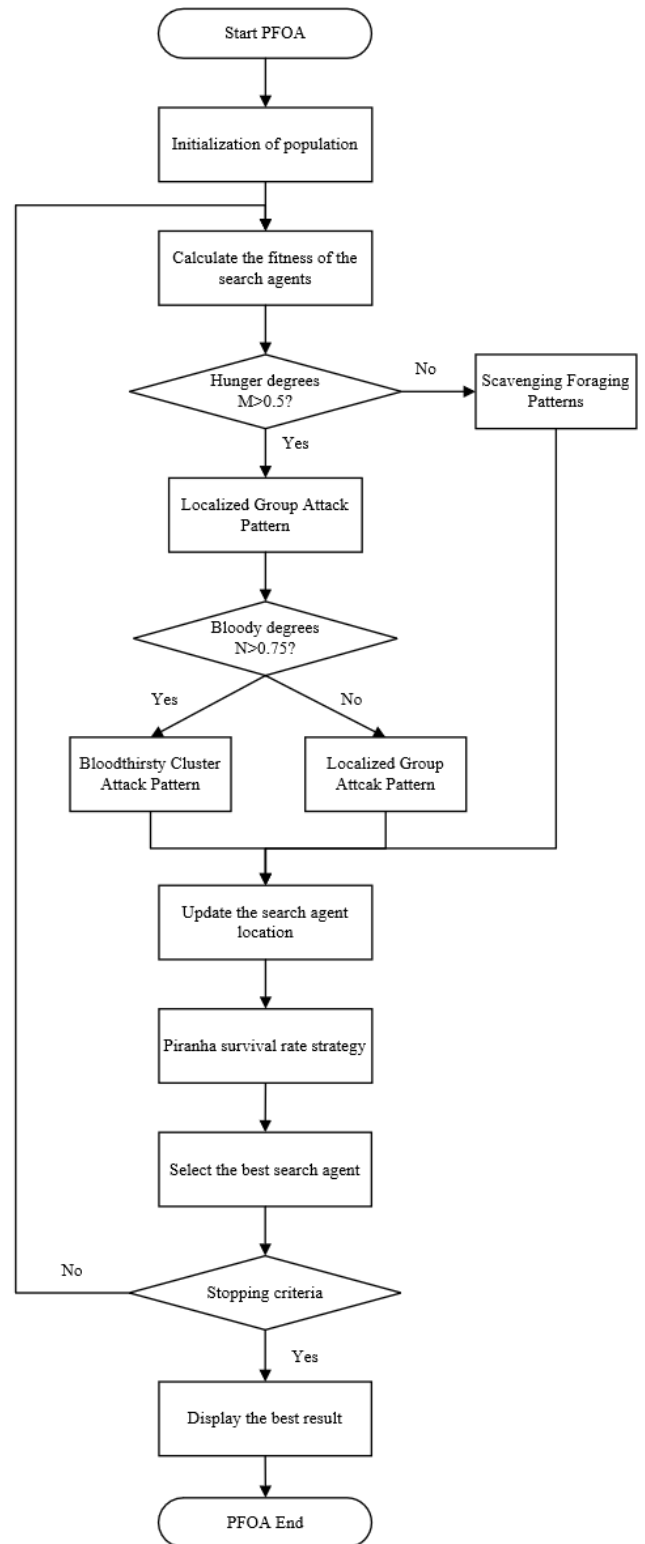 Start PFOA
Initialization of population
Calculate the fitness of the
search agents
Hunger degrees
M>0.5?
No
Scavenging Foraging
Patterns
Yes
Localized Group Attack
Pattern
Bloody degrees
N>0.75?
Yes
No
Bloodthirsty Cluster
Attack Pattern
Localized Group
Attcak Pattern
Update the search agent
location
Piranha survival rate strategy
Select the best search agent
No
Stopping criteria
Yes
Display the best result
PFOA End